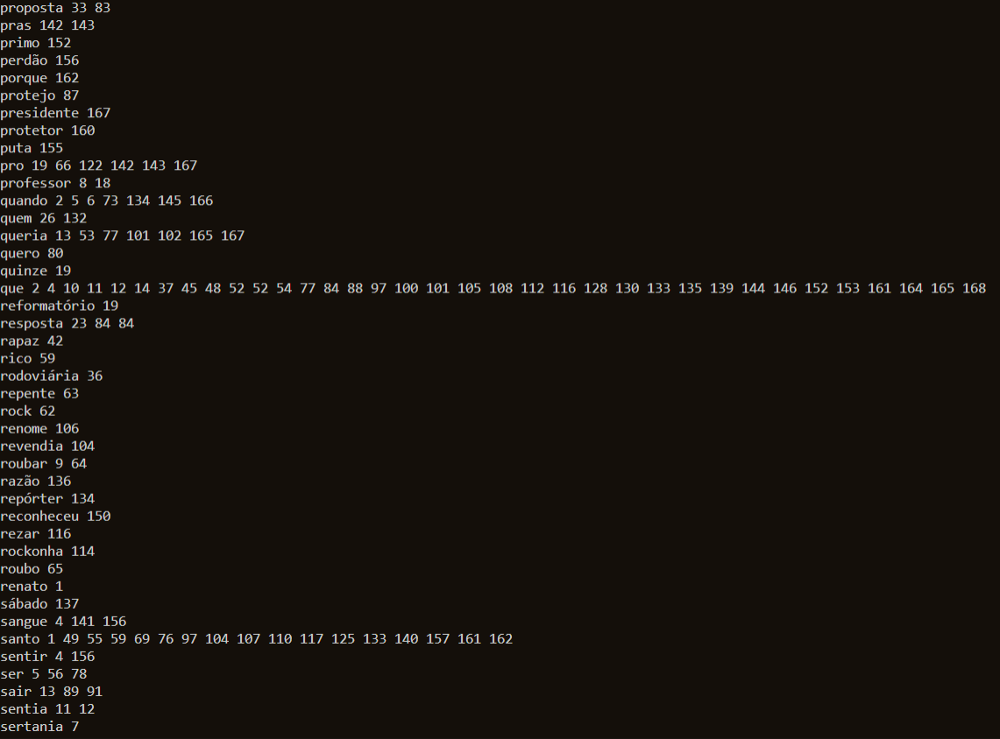 proposta 33 83
pras 142 143
primo 152
perdão 156
porque 162
protejo 87
presidente 167
protetor 160
puta 155
pro 19 66 122 142 143 167
professor 8 18
quando 2 5 6 73 134 145 166
quem 26 132
queria 13 53 77 101 102 165 167
quero 80
quinze 19
que 2 4 10 11 12 14 37 45 48 52 52 54 77 84 88 97 100 101 105 108 112 116 128 130 133 135 139 144 146 152 153 161 164 165 168
reformatório 19
resposta 23 84 84
rapaz 42
rico 59
rodoviária 36
repente 63
rock 62
renome 106
revendia 104
roubar 9 64
razão 136
repórter 134
reconheceu 150
rezar 116
rockonha 114
roubo 65
renato 1
sábado 137
sangue 4 141 156
santo 1 49 55 59 69 76 97 104 107 110 117 125 133 140 157 161 162
sentir 4 156
ser 5 56 78
sair 13 89 91
sentia 11 12
sertania 7